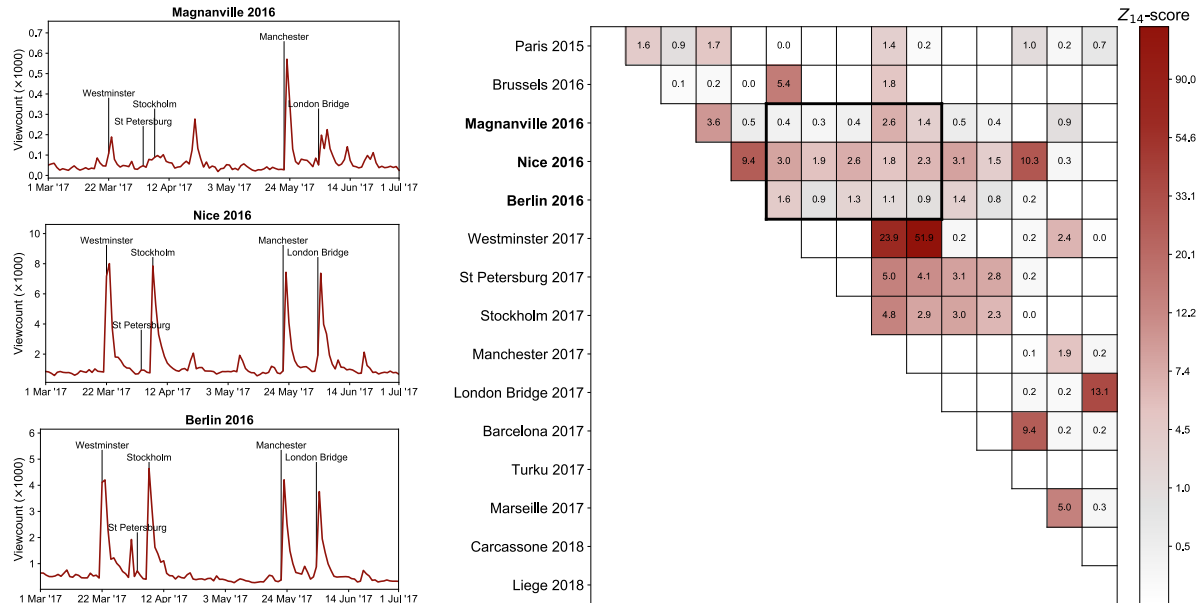 Magnanville 2016
Viewcount (×1000)
0,7
0,6
0,5
0,4
0,3
0,2
0,1
0,0
Manchester
Westminster
Stockholm
St Petersburg
London Bridge
1 Mar '17 22 Mar '17 12 Apr '17 3 May '17 24 May '17 14 Jun '17 1 Jul '17
Nice 2016
Viewcount (×1000)
10
8
6
4
2
Westminster
Stockholm
Manchester
London Bridge
St Petersburg
1 Mar '17 22 Mar '17 12 Apr '17 3 May '17 24 May '17 14 Jun '17 1 Jul '17
Berlin 2016
Viewcount (×1000)
6
5
4
3
2
1
Westminster
Stockholm
Manchester
London Bridge
St Petersburg
1 Mar '17 22 Mar '17 12 Apr '17 3 May '17 24 May '17 14 Jun '17 1 Jul '17
Paris 2015 1.6 0.9 1.7 0.0 1.4 0.2 1.0 0.2 0.7
Brussels 2016 0.1 0.2 0.0 5.4 1.8
Magnanville 2016 3.6 0.5 0.4 0.3 0.4 2.6 1.4 0.5 0.4 0.9
Nice 2016 9.4 3.0 1.9 2.6 1.8 2.3 3.1 1.5 10.3 0.3
Berlin 2016 1.6 0.9 1.3 1.1 0.9 1.4 0.8 0.2
Westminster 2017 23.9 51.9 0.2 0.2 2.4 0.0
St Petersburg 2017 5.0 4.1 3.1 2.8 0.2
Stockholm 2017 4.8 2.9 3.0 2.3 0.0
Manchester 2017 0.1 1.9 0.2
London Bridge 2017 0.2 0.2 13.1
Barcelona 2017 9.4 0.2 0.2
Turku 2017
Marseille 2017 5.0 0.3
Carcassone 2018
Liege 2018
Z14-score
90,0
54,6
33,1
20,1
12,2
7,4
4,5
1.0
0,5
0,0